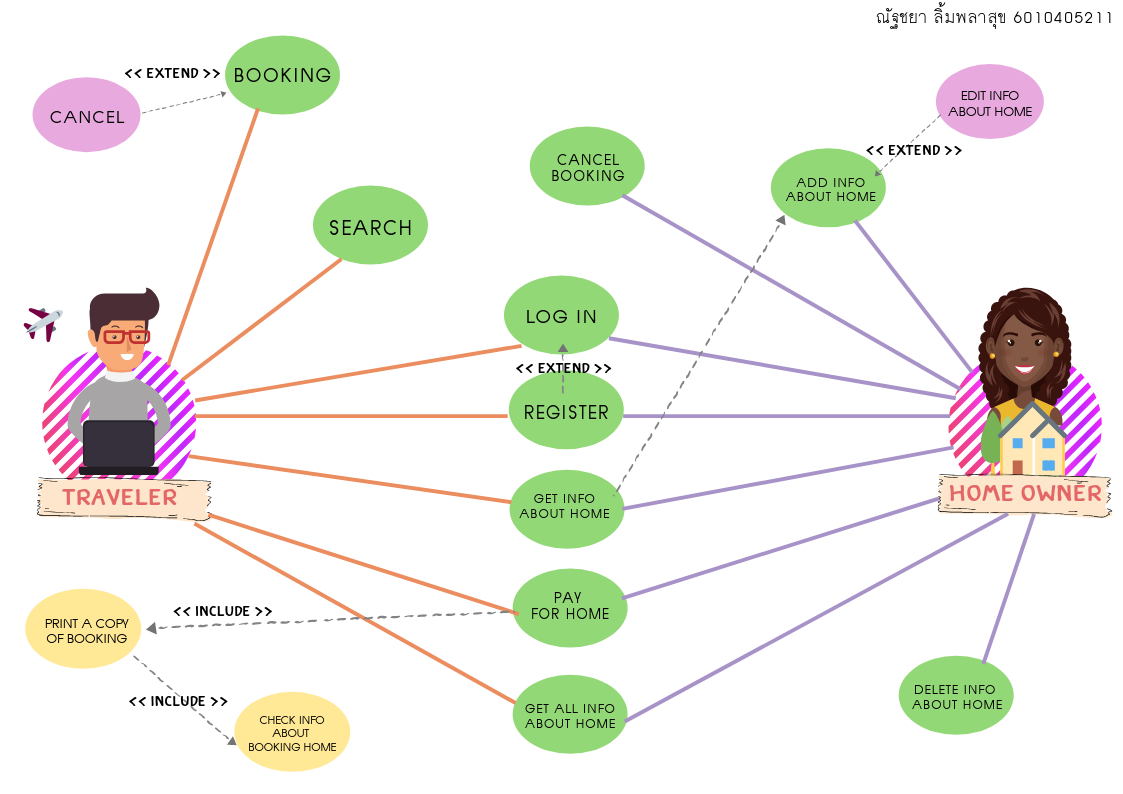 ณัฐชยา ลิ้มพลาสุข 6010405211
<< EXTEND >>
BOOKING
CANCEL
EDIT INFO
ABOUT HOME
<< EXTEND >>
CANCEL
BOOKING
ADD INFO
ABOUT HOME
SEARCH
LOG IN
<< EXTEND >>
REGISTER
TRAVELER
HOME OWNER
GET INFO
ABOUT HOME
PAY
FOR HOME
<< INCLUDE >>
PRINT A COPY
OF BOOKING
<< INCLUDE >>
CHECK INFO
ABOUT
BOOKING HOME
GET ALL INFO
ABOUT HOME
DELETE INFO
ABOUT HOME